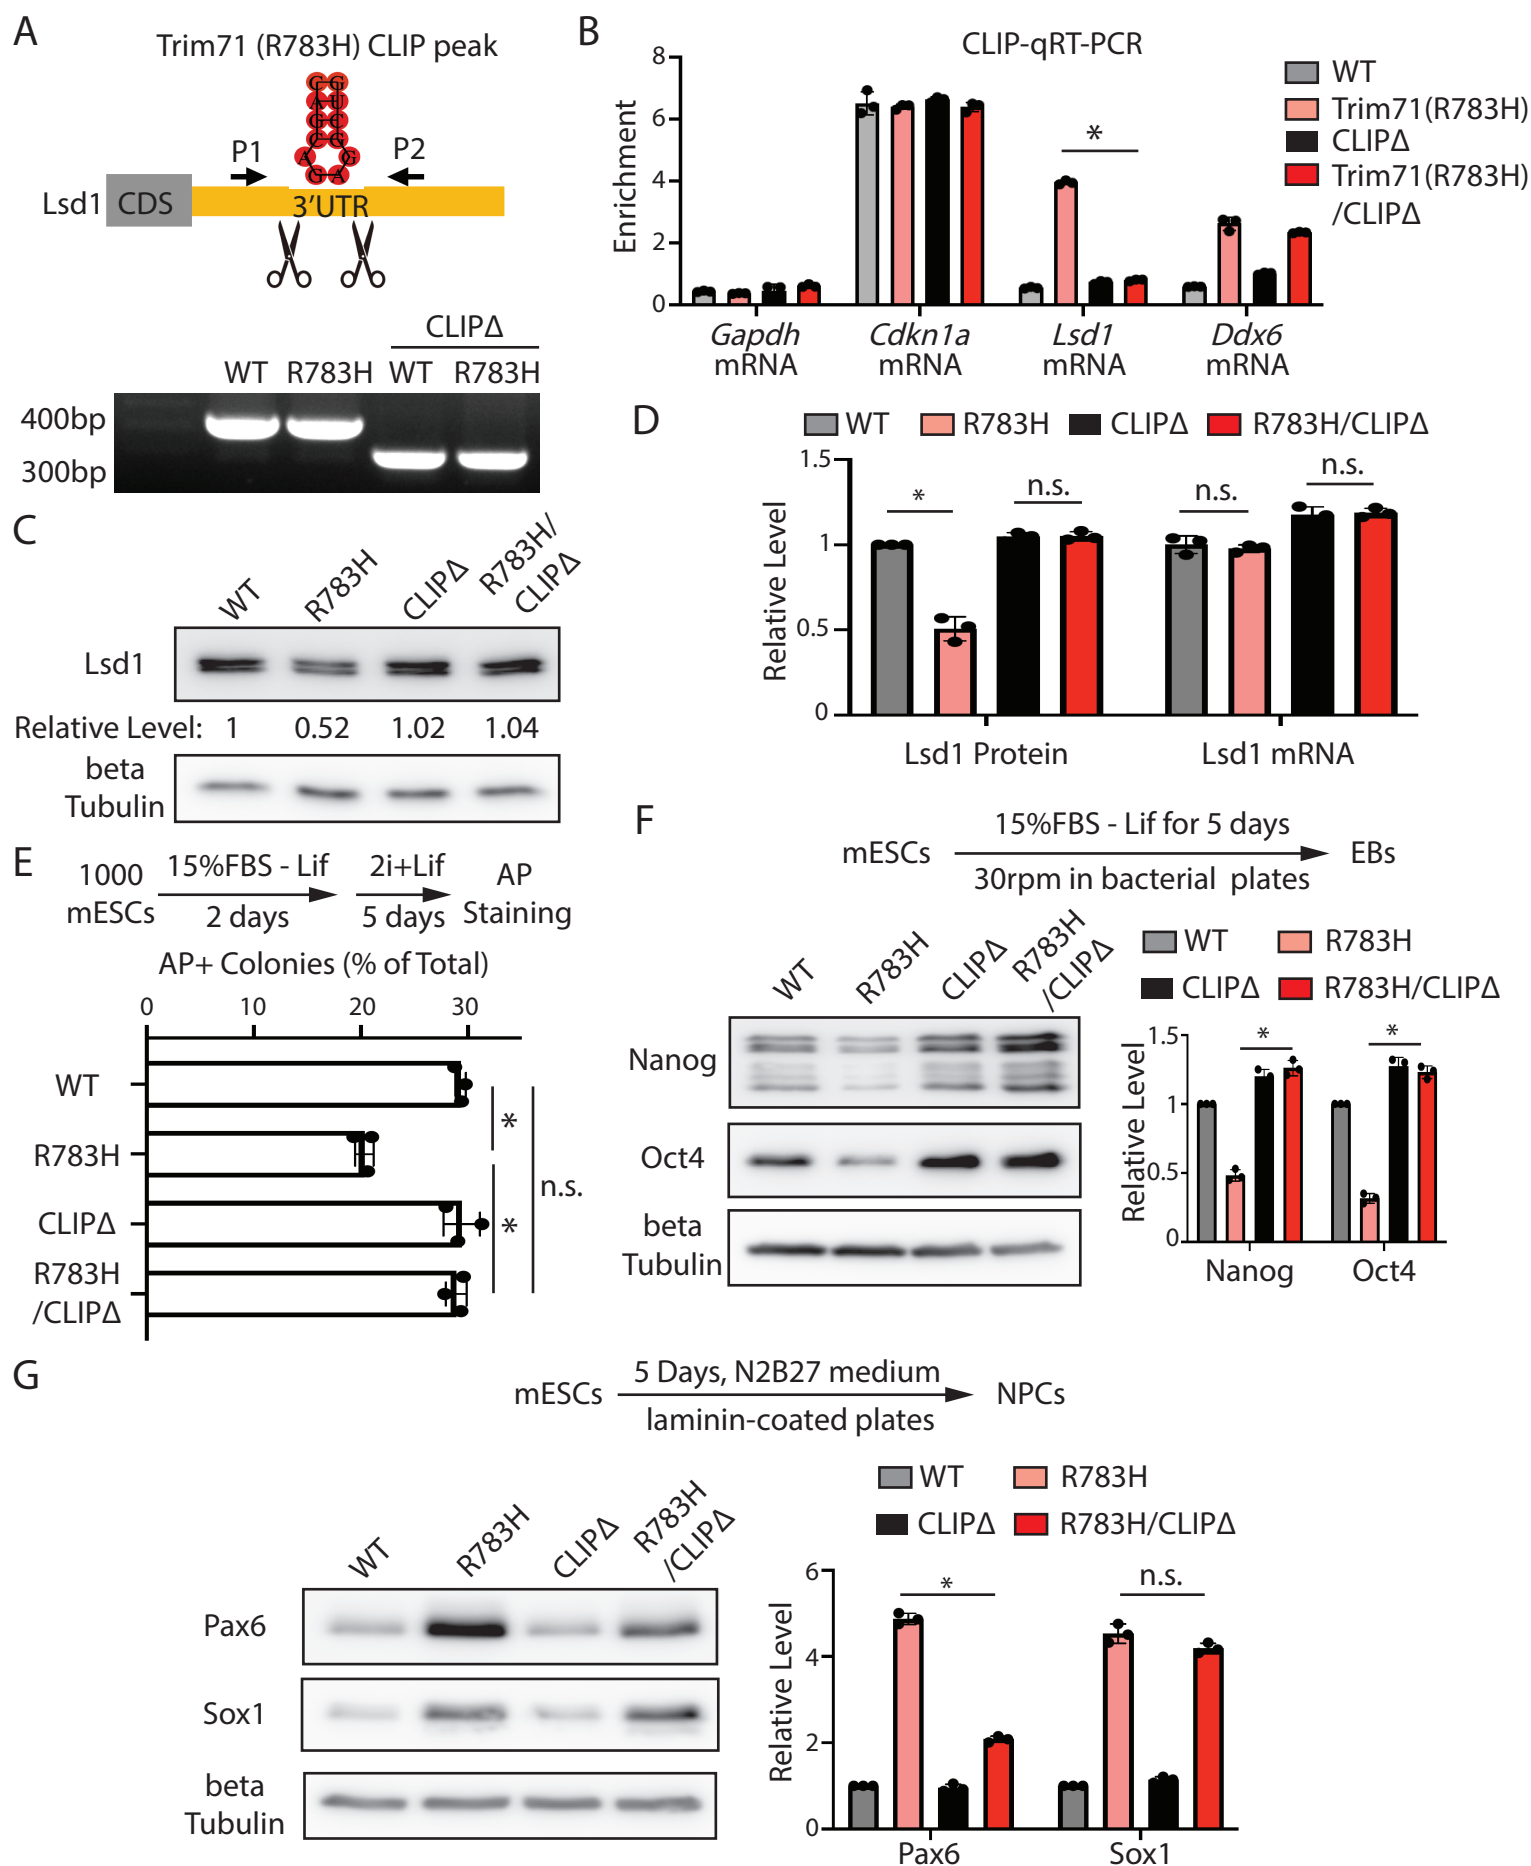 A
Trim71 (R783H) CLIP peak
G G
A U
G C
C G
A G
G A
P1
P2
Lsd1 CDS
3'UTR
CLIPΔ
WT R783H WT R783H
400bp
300bp
B
CLIP-qRT-PCR
Enrichment
8
6
4
2
0
*
WT
Trim71(R783H)
CLIPΔ
Trim71(R783H)
/CLIPΔ
Gapdh Cdkn1a Lsd1 Ddx6
mRNA mRNA mRNA mRNA
C
WT R783H CLIPΔ R783H/
CLIPΔ
Lsd1
Relative Level: 1 0.52 1.02 1.04
beta
Tubulin
D
WT R783H CLIPΔ R783H/CLIPΔ
Relative Level
1.5
1
0.5
0
* n.s. n.s. n.s.
Lsd1 Protein Lsd1 mRNA
E
1000
mESCs
15%FBS - Lif
2 days
2i+Lif
5 days
AP
Staining
AP+ Colonies (% of Total)
0 10 20 30
WT
R783H
CLIPΔ
R783H
/CLIPΔ
*
*
n.s.
F
15%FBS - Lif for 5 days
mESCs EBs
30rpm in bacterial plates
WT R783H CLIPΔ R783H
/CLIPΔ
Nanog
Oct4
beta
Tubulin
WT R783H
CLIPΔ R783H/CLIPΔ
Relative Level
1.5
1
0.5
0
* *
Nanog Oct4
G
5 Days, N2B27 medium
mESCs NPCs
laminin-coated plates
WT R783H CLIPΔ R783H
/CLIPΔ
Pax6
Sox1
beta
Tubulin
WT R783H
CLIPΔ R783H/CLIPΔ
Relative Level
6
4
2
0
* n.s.
Pax6 Sox1